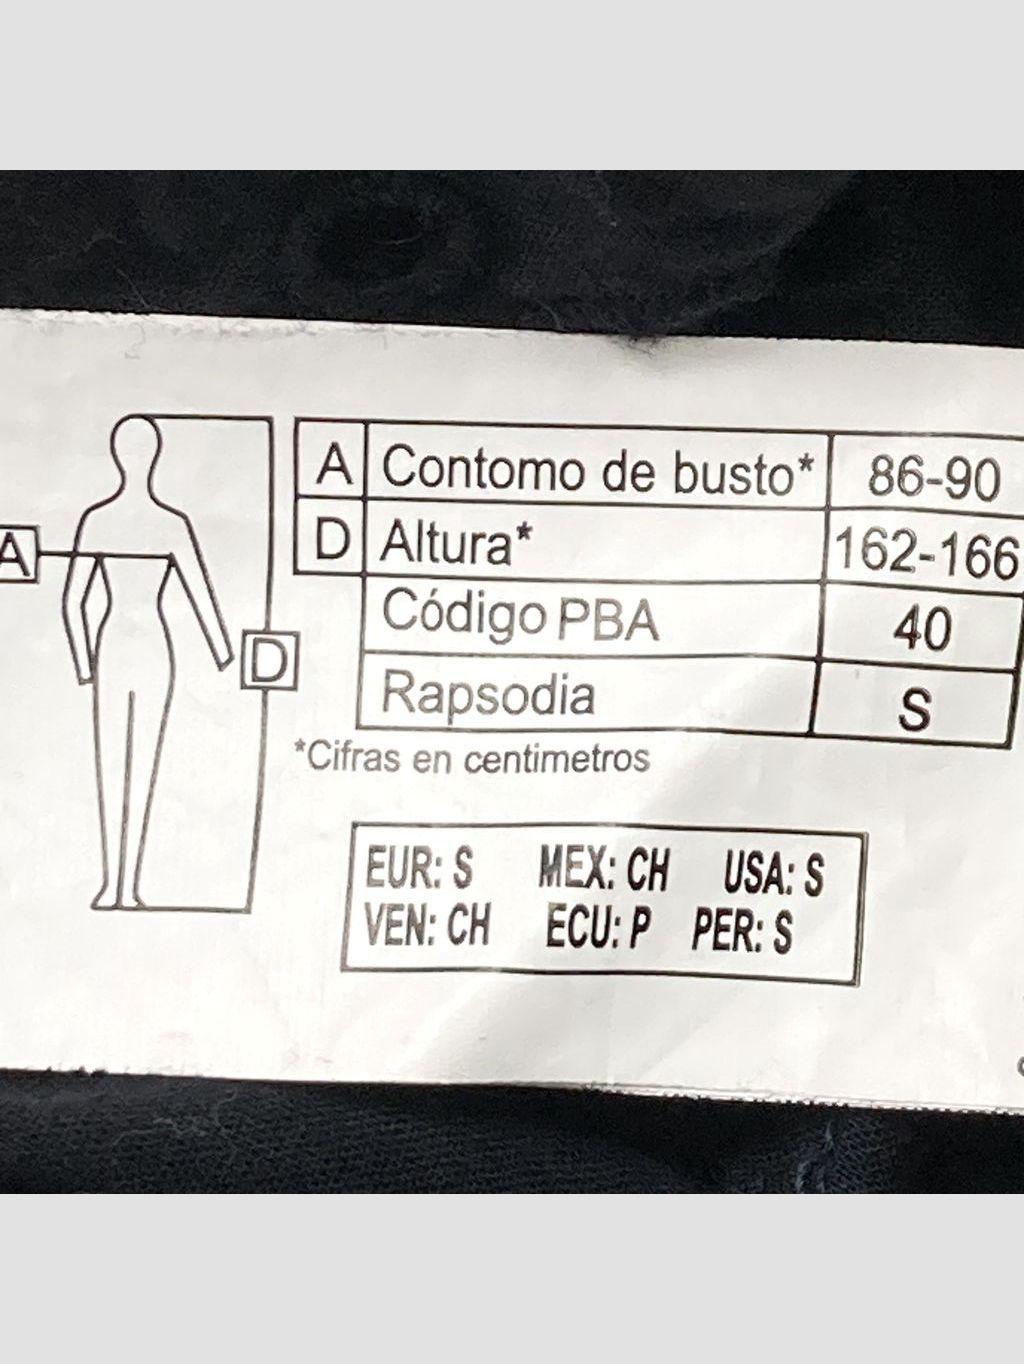 A Contorno de busto* 86-90
D Altura* 162-166
Código PBA 40
Rapsodia S
*Cifras en centimetros
A
D
EUR: S MEX: CH USA: S
VEN: CH ECU: P PER: S